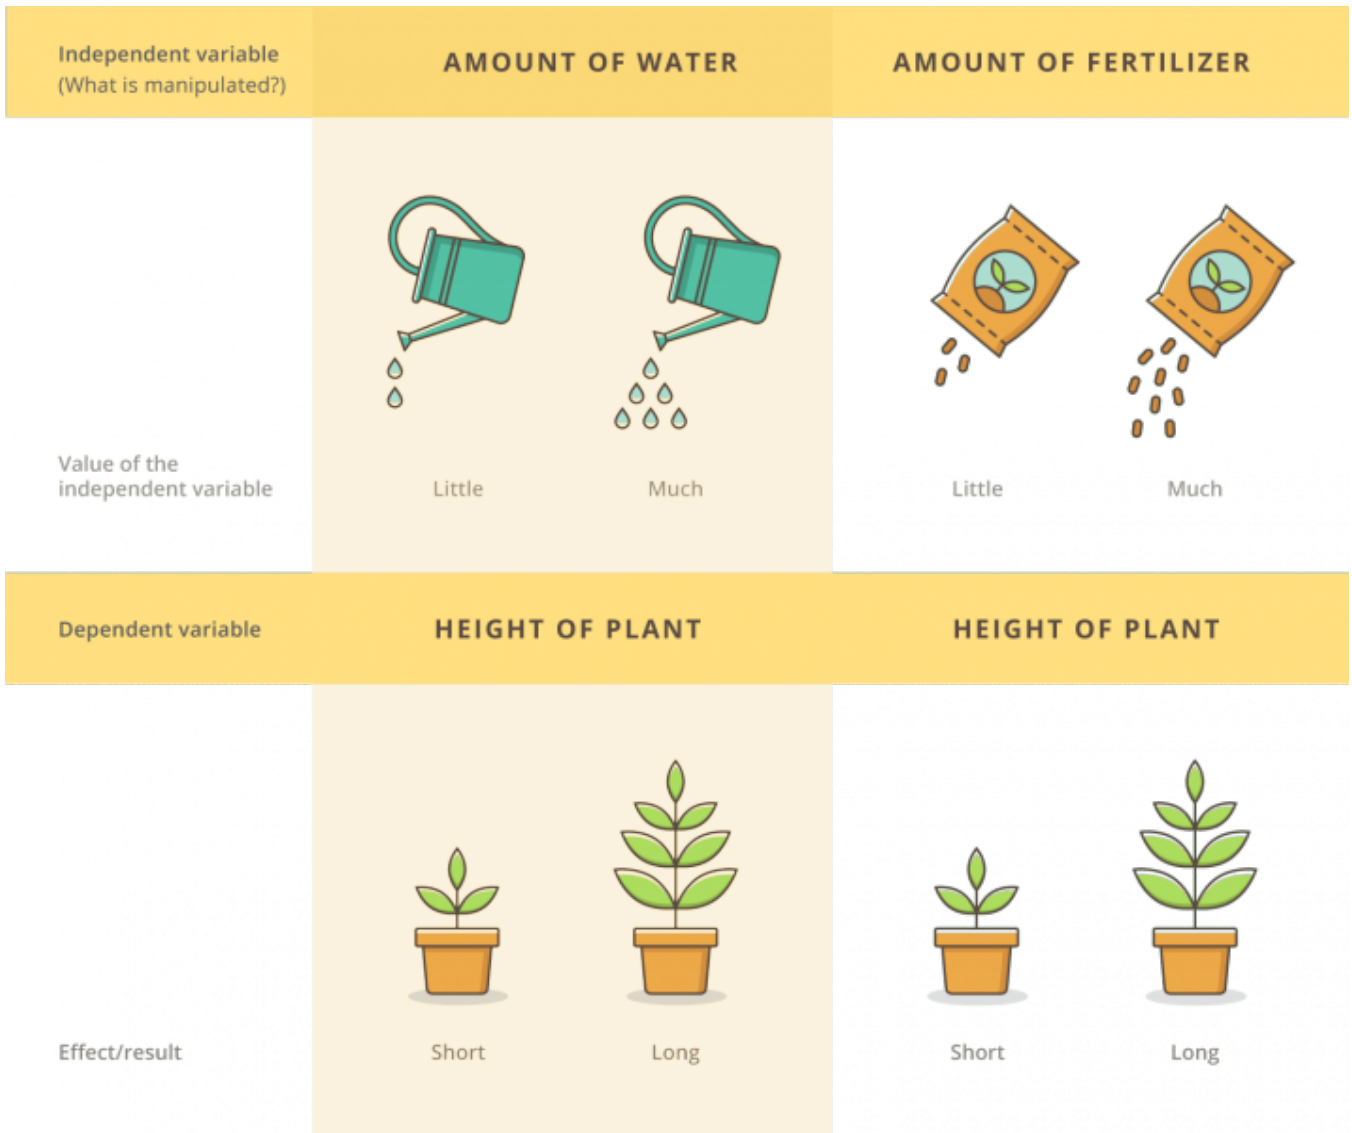 Independent variable
(What is manipulated?)
AMOUNT OF WATER
AMOUNT OF FERTILIZER
Value of the
independent variable
Little
Much
Little
Much
Dependent variable
HEIGHT OF PLANT
HEIGHT OF PLANT
Effect/result
Short
Long
Short
Long